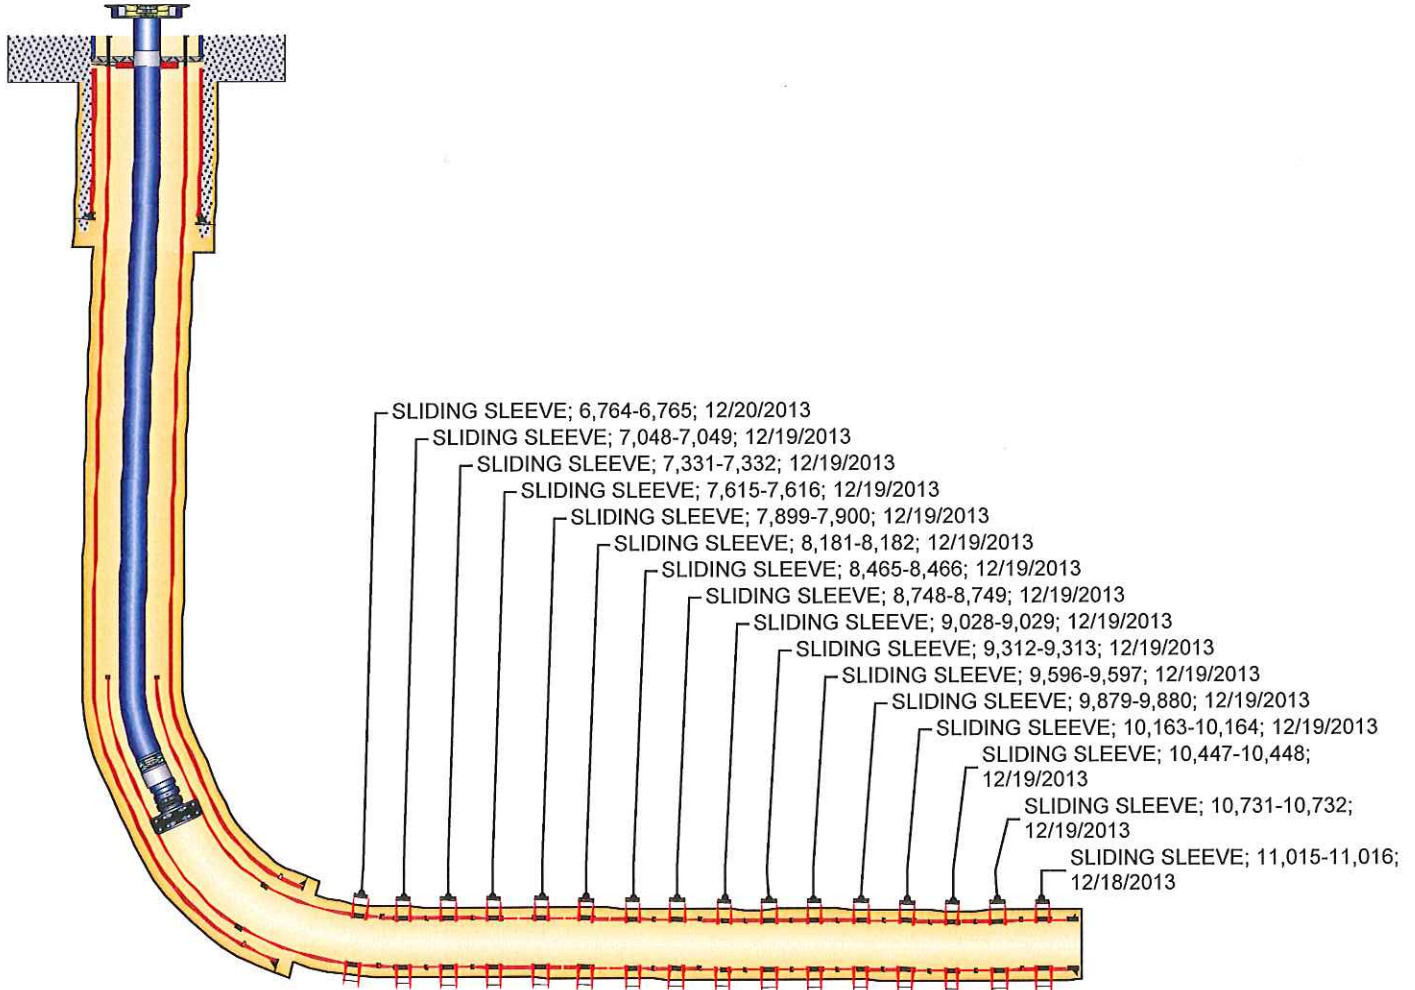 SLIDING SLEEVE; 6,764-6,765; 12/20/2013
SLIDING SLEEVE; 7,048-7,049; 12/19/2013
SLIDING SLEEVE; 7,331-7,332; 12/19/2013
SLIDING SLEEVE; 7,615-7,616; 12/19/2013
SLIDING SLEEVE; 7,899-7,900; 12/19/2013
SLIDING SLEEVE; 8,181-8,182; 12/19/2013
SLIDING SLEEVE; 8,465-8,466; 12/19/2013
SLIDING SLEEVE; 8,748-8,749; 12/19/2013
SLIDING SLEEVE; 9,028-9,029; 12/19/2013
SLIDING SLEEVE; 9,312-9,313; 12/19/2013
SLIDING SLEEVE; 9,596-9,597; 12/19/2013
SLIDING SLEEVE; 9,879-9,880; 12/19/2013
SLIDING SLEEVE; 10,163-10,164; 12/19/2013
SLIDING SLEEVE; 10,447-10,448;
12/19/2013
SLIDING SLEEVE; 10,731-10,732;
12/19/2013
SLIDING SLEEVE; 11,015-11,016;
12/18/2013